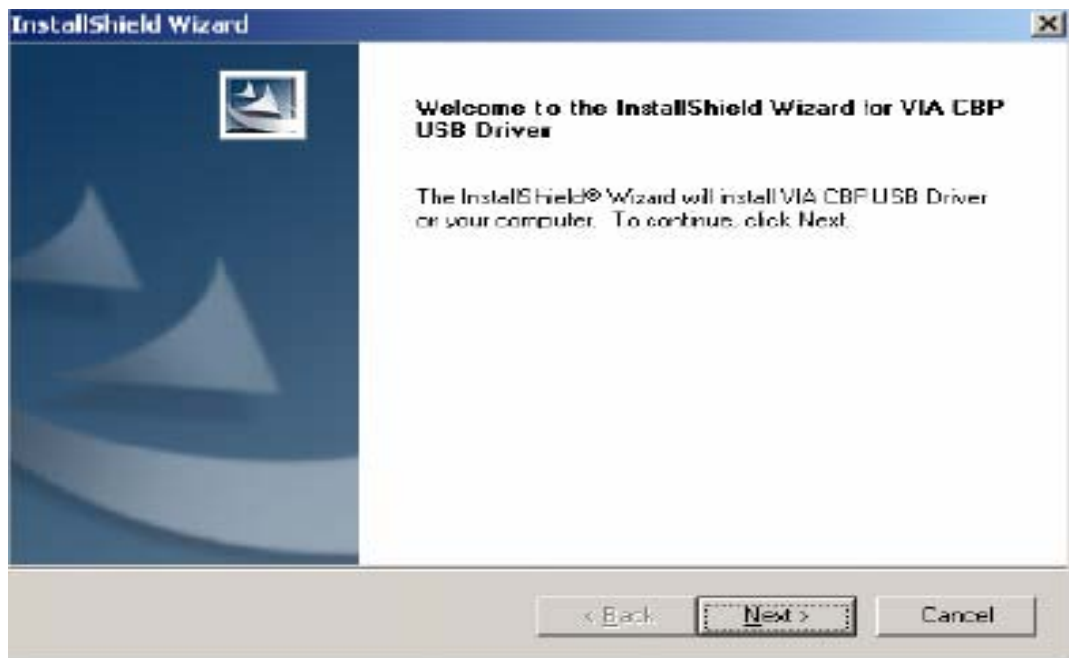 InstallShield Wizard
Welcome to the InstallShield Wizard for VIA CBP
USB Driver
The InstallShield® Wizard will install VIA CBP USB Driver
on your computer. To continue, click Next.
< Back
Next >
Cancel